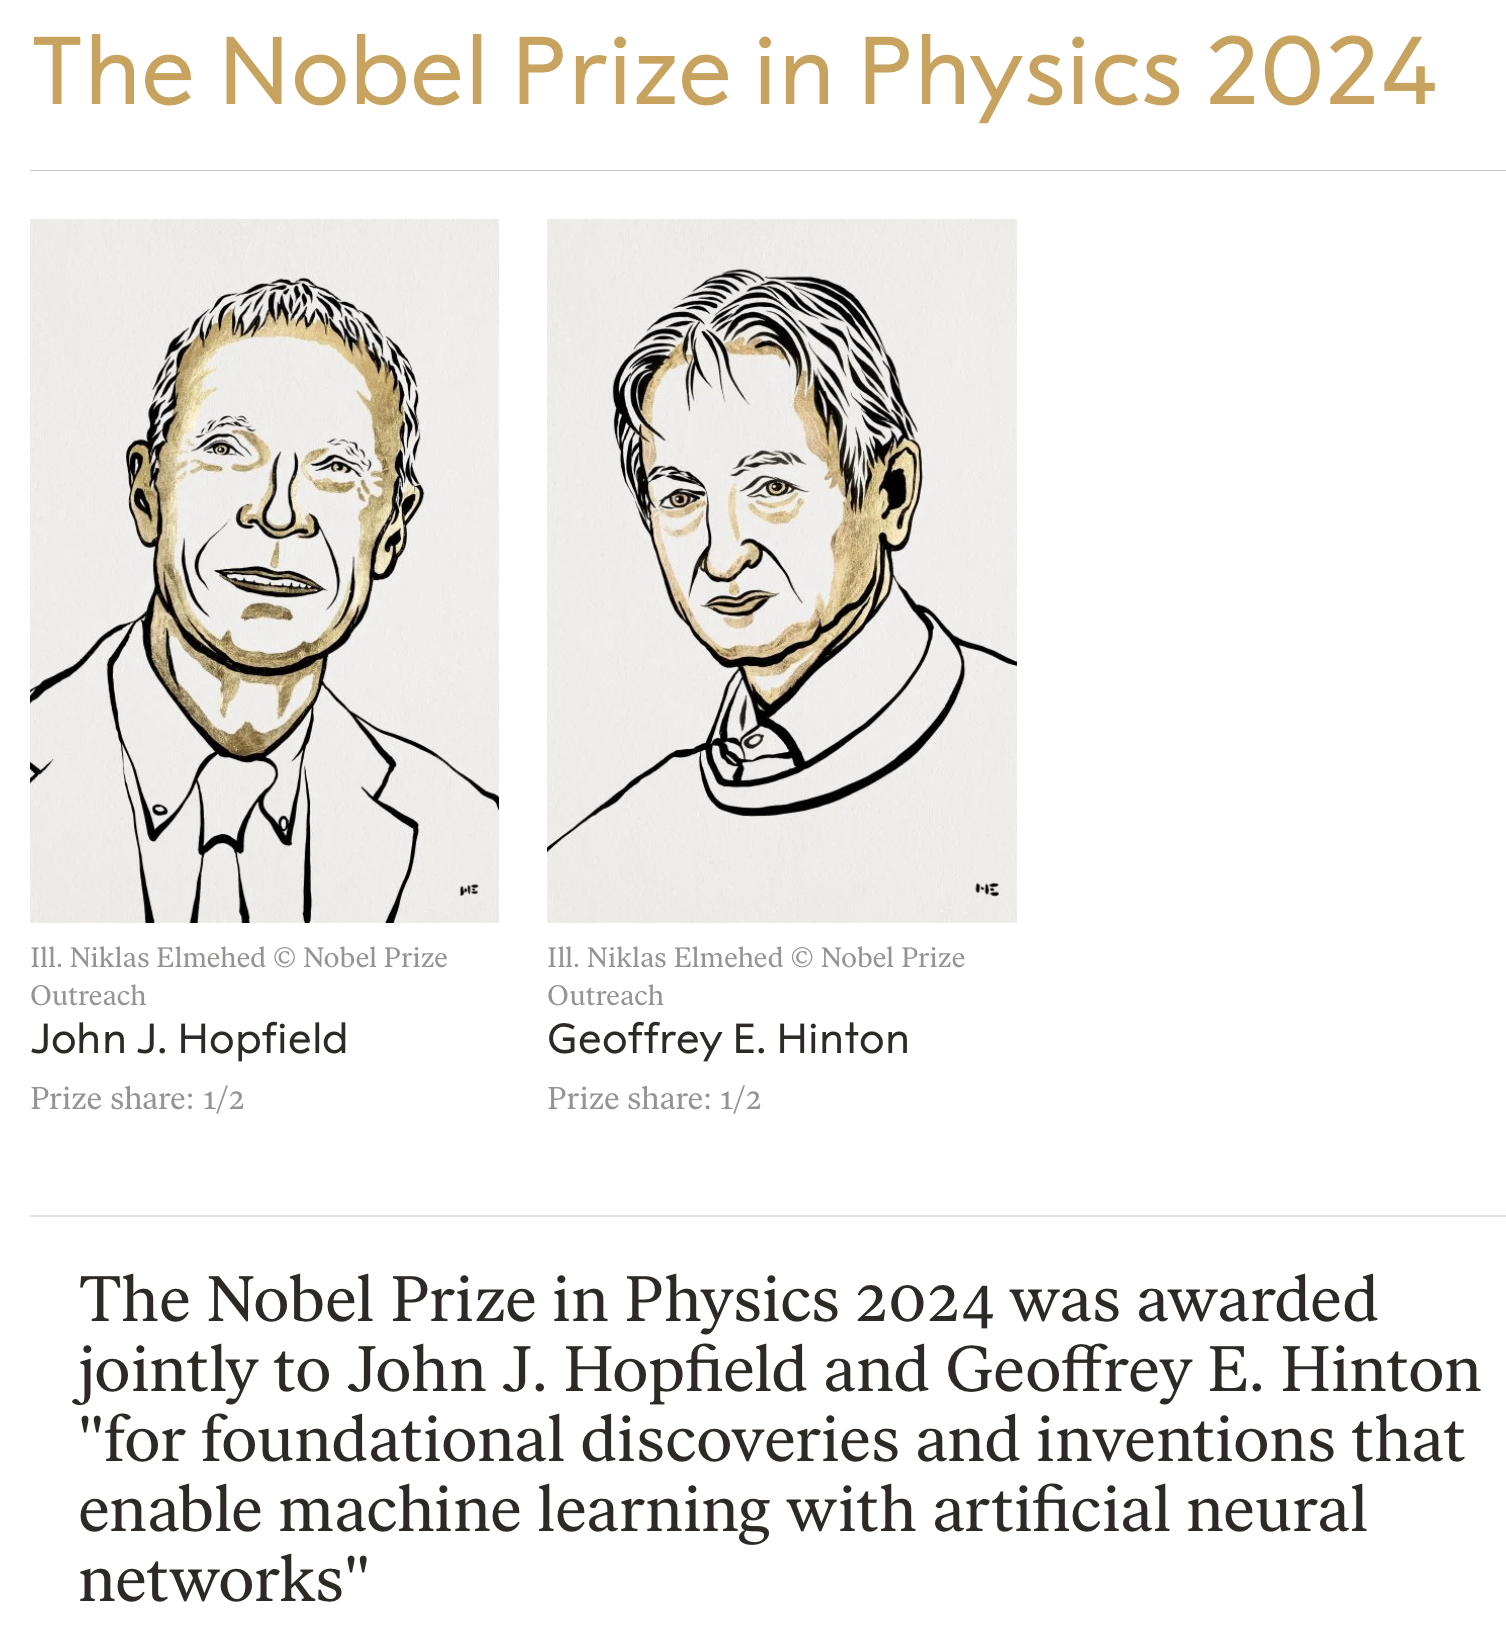 The Nobel Prize in Physics 2024
Ill. Niklas Elmehed © Nobel Prize
Outreach
John J. Hopfield
Prize share: 1/2
Ill. Niklas Elmehed © Nobel Prize
Outreach
Geoffrey E. Hinton
Prize share: 1/2
The Nobel Prize in Physics 2024 was awarded
jointly to John J. Hopfield and Geoffrey E. Hinton
"for foundational discoveries and inventions that
enable machine learning with artificial neural
networks"